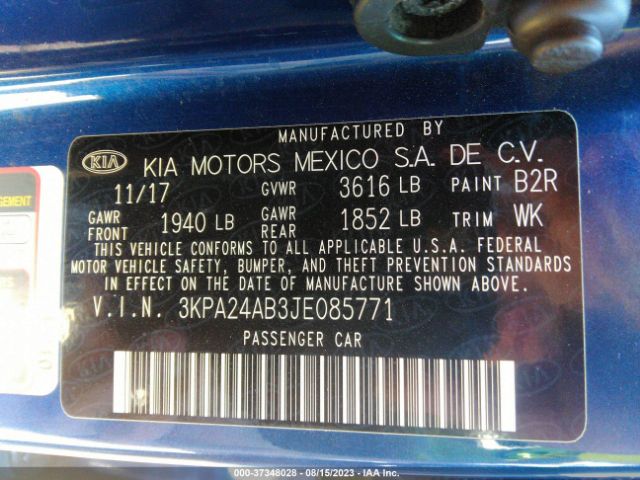 MANUFACTURED BY
KIA KIA MOTORS MEXICO S.A. DE C.V.
11/17 GVWR 3616 LB PAINT B2R
GAWR FRONT 1940 LB GAWR REAR 1852 LB TRIM WK
THIS VEHICLE CONFORMS TO ALL APPLICABLE U.S.A. FEDERAL
MOTOR VEHICLE SAFETY, BUMPER, AND THEFT PREVENTION STANDARDS
IN EFFECT ON THE DATE OF MANUFACTURE SHOWN ABOVE.
V.I.N. 3KPA24AB3JE085771
PASSENGER CAR
000-37348028 - 08/15/2023 - IAA Inc.